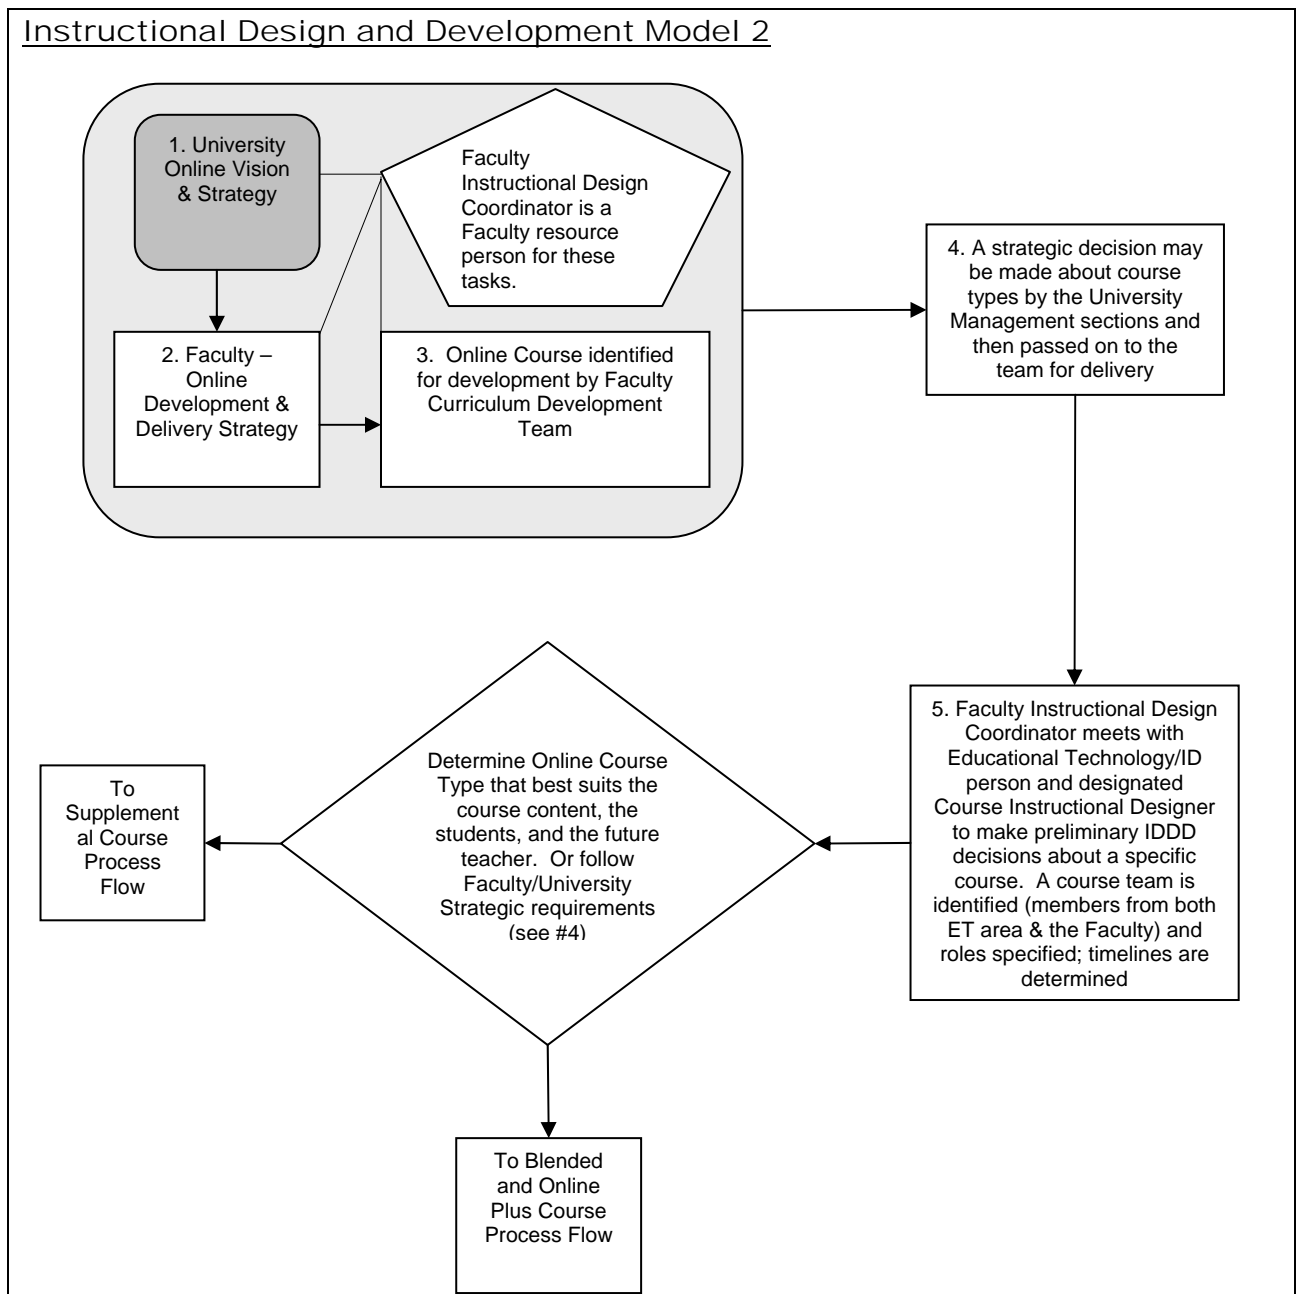 Instructional Design and Development Model 2
1. University
Online Vision
& Strategy
Faculty
Instructional Design
Coordinator is a
Faculty resource
person for these
tasks.
2. Faculty –
Online
Development &
Delivery Strategy
3.  Online Course identified
for development by Faculty
Curriculum Development
Team
4. A strategic decision may
be made about course
types by the University
Management sections and
then passed on to the
team for delivery
5. Faculty Instructional Design
Coordinator meets with
Educational Technology/ID
person and designated
Course Instructional Designer
to make preliminary IDDD
decisions about a specific
course.  A course team is
identified (members from both
ET area & the Faculty) and
roles specified; timelines are
determined
Determine Online Course
Type that best suits the
course content, the
students, and the future
teacher.  Or follow
Faculty/University
Strategic requirements
(see #4)
To
Supplement
al Course
Process
Flow
To Blended
and Online
Plus Course
Process Flow